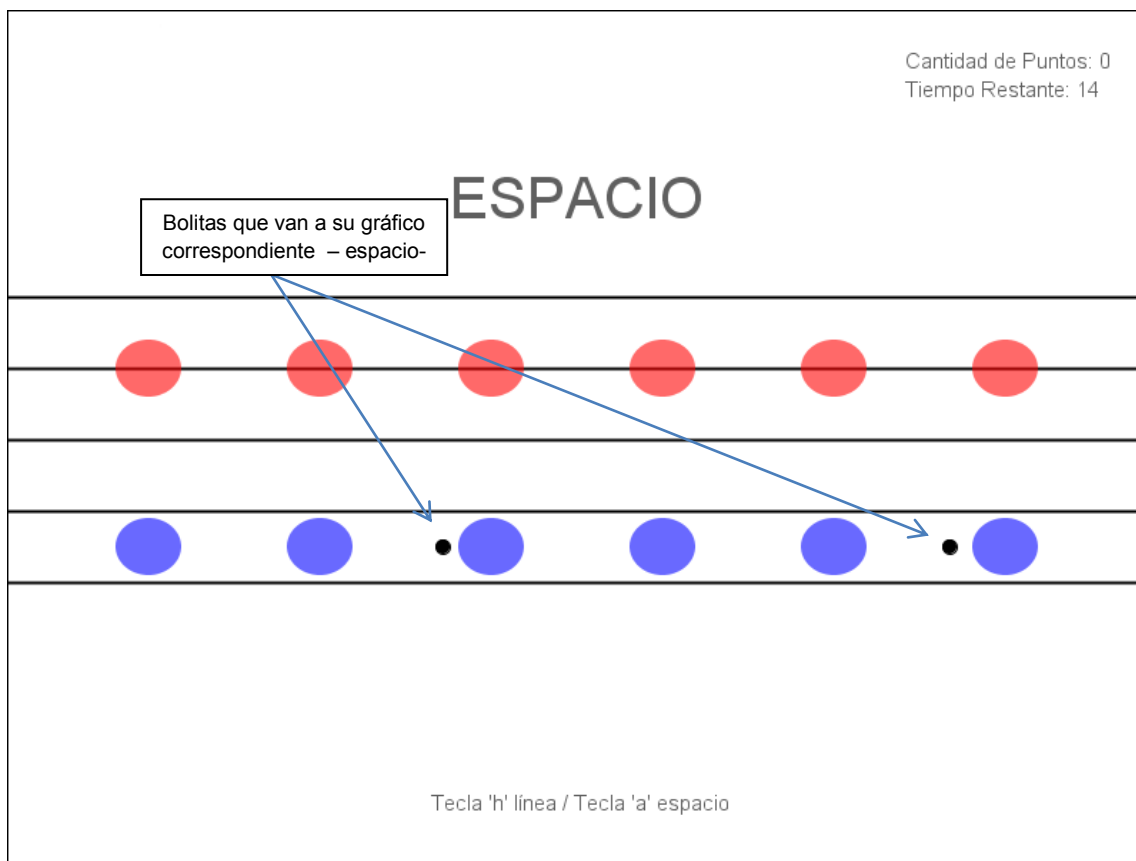 Cantidad de Puntos: 0
Tiempo Restante: 14
ESPACIO
Bolitas que van a su gráfico
correspondiente – espacio-
Tecla 'h' línea / Tecla 'a' espacio